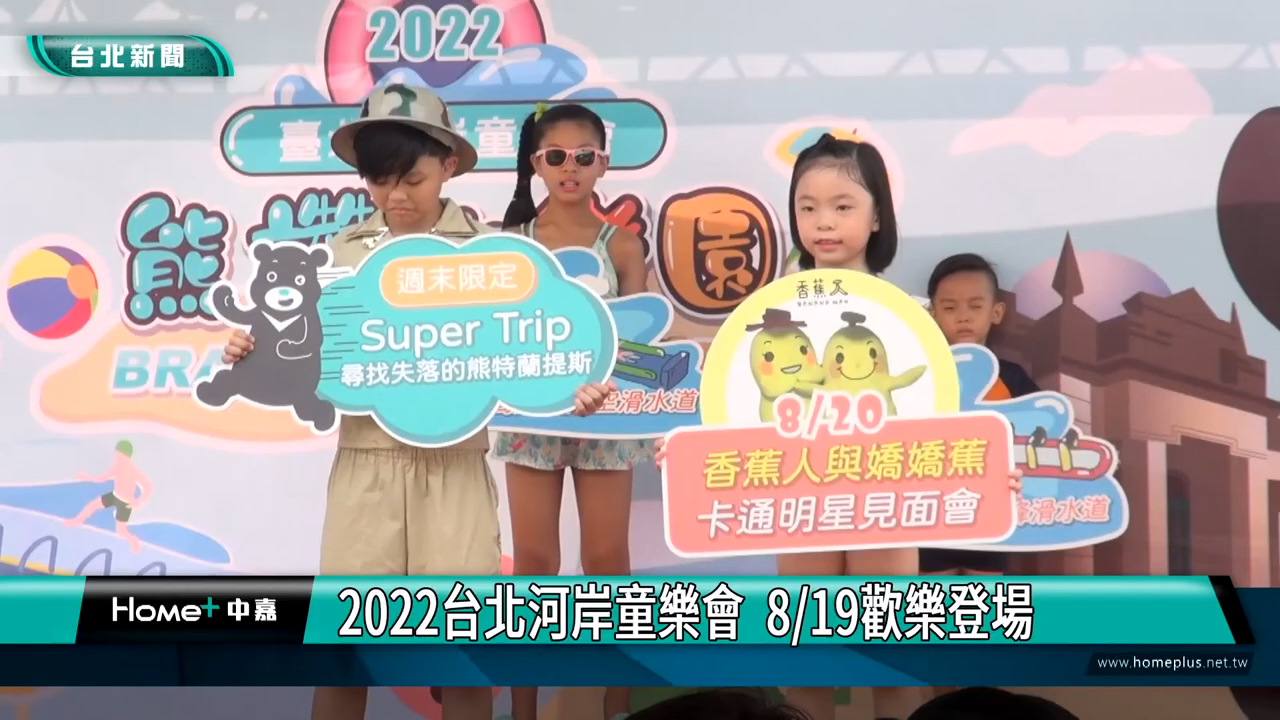 台北新聞
2022
園
BRA
週末限定
Super Trip
尋找失落的熊特蘭提斯
香蕉人
BANANA MAN
8/20
香蕉人與嬌嬌蕉
卡通明星見面會
滑水道
滑水道
Home+中嘉
2022台北河岸童樂會 8/19歡樂登場
www.homeplus.net.tw